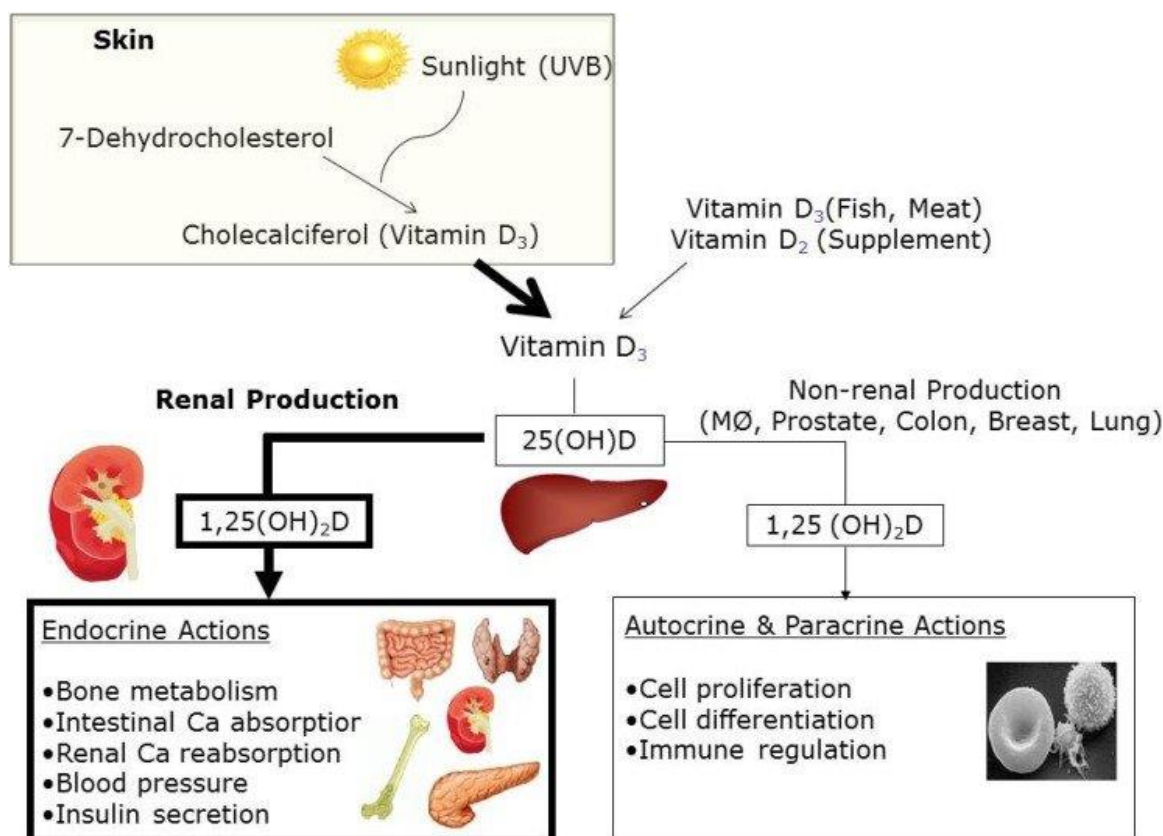 Skin
Sunlight (UVB)
7-Dehydrocholesterol
Cholecalciferol (Vitamin D₃)
Vitamin D₃(Fish, Meat)
Vitamin D₂ (Supplement)
Vitamin D₃
Renal Production
Non-renal Production
(MØ, Prostate, Colon, Breast, Lung)
25(OH)D
1,25(OH)₂D
1,25 (OH)₂D
Endocrine Actions
•Bone metabolism
•Intestinal Ca absorptior
•Renal Ca reabsorption
•Blood pressure
•Insulin secretion
Autocrine & Paracrine Actions
•Cell proliferation
•Cell differentiation
•Immune regulation